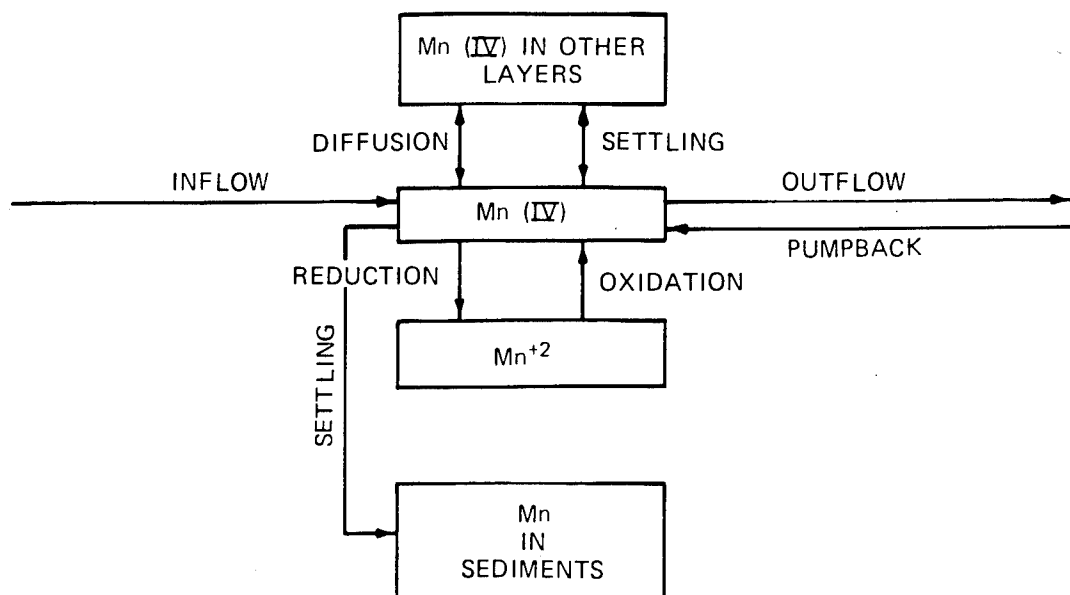 Mn (IV) IN OTHER
LAYERS
DIFFUSION
SETTLING
INFLOW
OUTFLOW
Mn (IV)
PUMPBACK
REDUCTION
OXIDATION
Mn+2
SETTLING
Mn
IN
SEDIMENTS